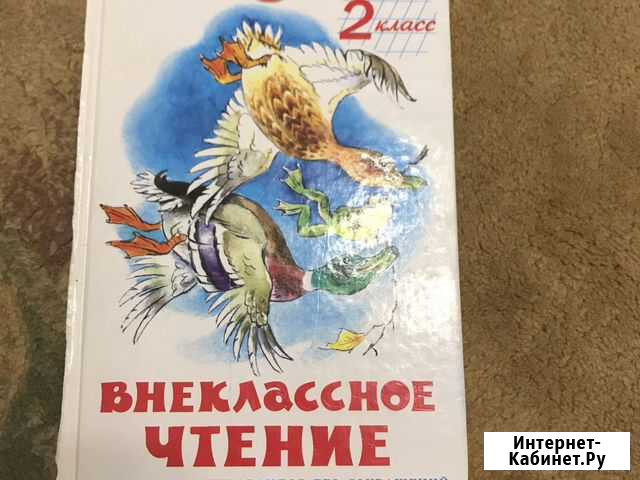 2 класс
ВНЕКЛАССНОЕ
ЧТЕНИЕ
Интернет-
Кабинет.Ру